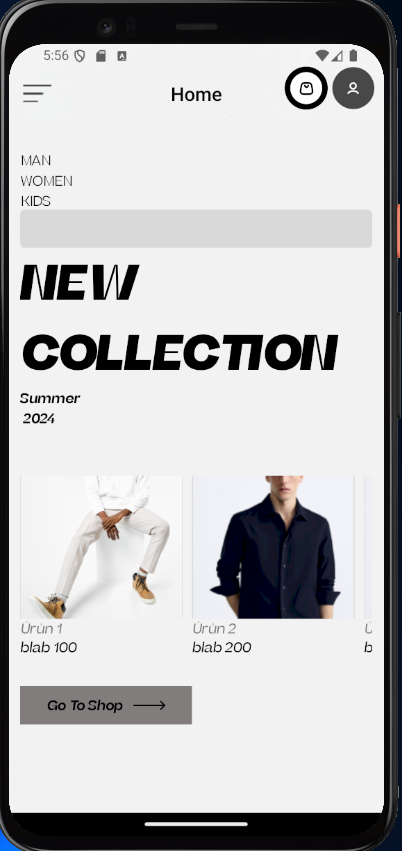 5:56
Home
MAN
WOMEN
KIDS
NEW
COLLECTION
Summer
2024
Ürün 1
Ürün 2
blab 100
blab 200
Go To Shop